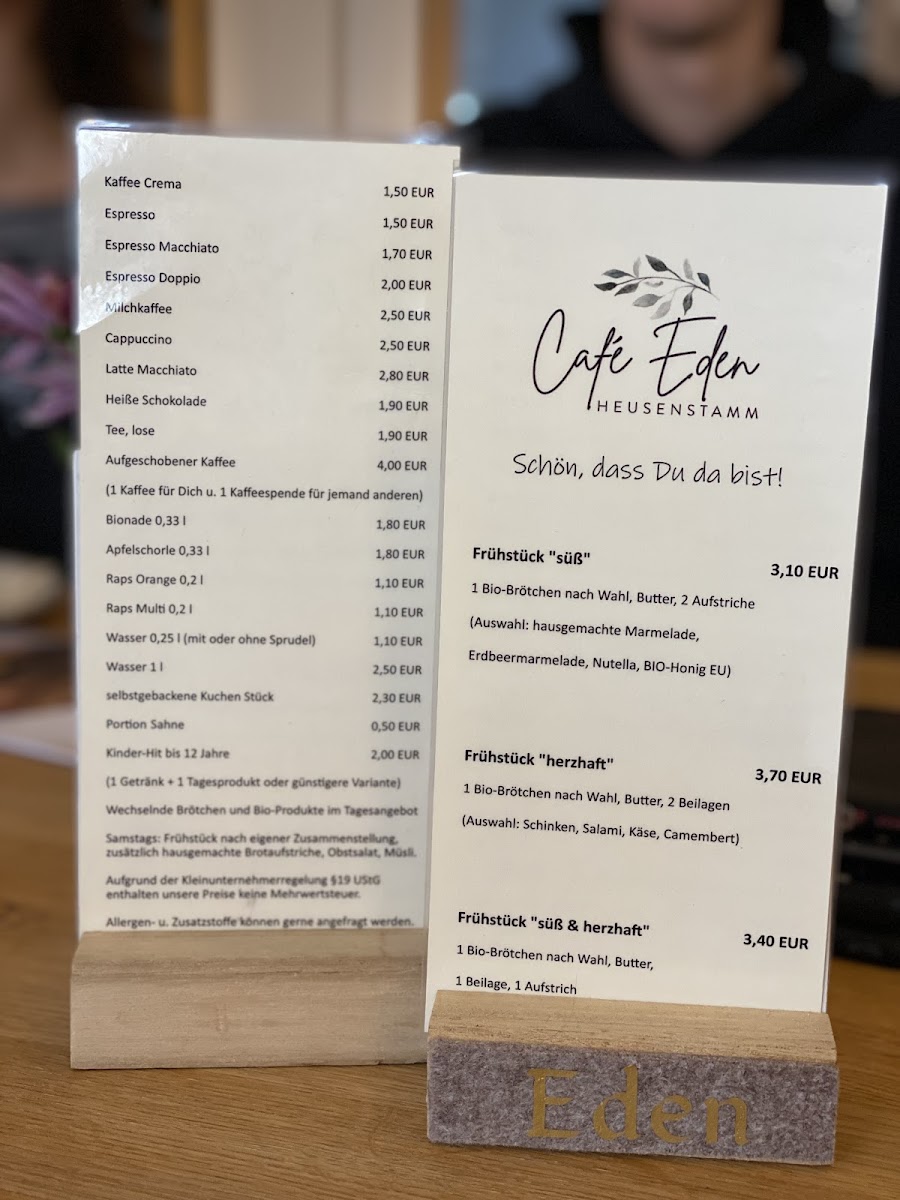 Kaffee Crema 1,50 EUR
Espresso 1,50 EUR
Espresso Macchiato 1,70 EUR
Espresso Doppio 2,00 EUR
Milchkaffee 2,50 EUR
Cappuccino 2,50 EUR
Latte Macchiato 2,80 EUR
Heiße Schokolade 1,90 EUR
Tee, lose 1,90 EUR
Aufgeschobener Kaffee 4,00 EUR
(1 Kaffee für Dich u. 1 Kaffeespende für jemand anderen)
Bionade 0,33 l 1,80 EUR
Apfelschorle 0,33 l 1,80 EUR
Raps Orange 0,2 l 1,10 EUR
Raps Multi 0,2 l 1,10 EUR
Wasser 0,25 l (mit oder ohne Sprudel) 1,10 EUR
Wasser 1 l 2,50 EUR
selbstgebackene Kuchen Stück 2,30 EUR
Portion Sahne 0,50 EUR
Kinder-Hit bis 12 Jahre 2,00 EUR
(1 Getränk + 1 Tagesprodukt oder günstigere Variante)
Wechselnde Brötchen und Bio-Produkte im Tagesangebot
Samstags: Frühstück nach eigener Zusammenstellung,
zusätzlich hausgemachte Brotaufstriche, Obstsalat, Müsli.
Aufgrund der Kleinunternehmerregelung §19 UStG
enthalten unsere Preise keine Mehrwertsteuer.
Allergen- u. Zusatzstoffe können gerne angefragt werden.
Café Eden
HEUSENSTAMM
Schön, dass Du da bist!
Frühstück "süß" 3,10 EUR
1 Bio-Brötchen nach Wahl, Butter, 2 Aufstriche
(Auswahl: hausgemachte Marmelade,
Erdbeermarmelade, Nutella, BIO-Honig EU)
Frühstück "herzhaft" 3,70 EUR
1 Bio-Brötchen nach Wahl, Butter, 2 Beilagen
(Auswahl: Schinken, Salami, Käse, Camembert)
Frühstück "süß & herzhaft" 3,40 EUR
1 Bio-Brötchen nach Wahl, Butter,
1 Beilage, 1 Aufstrich
Eden